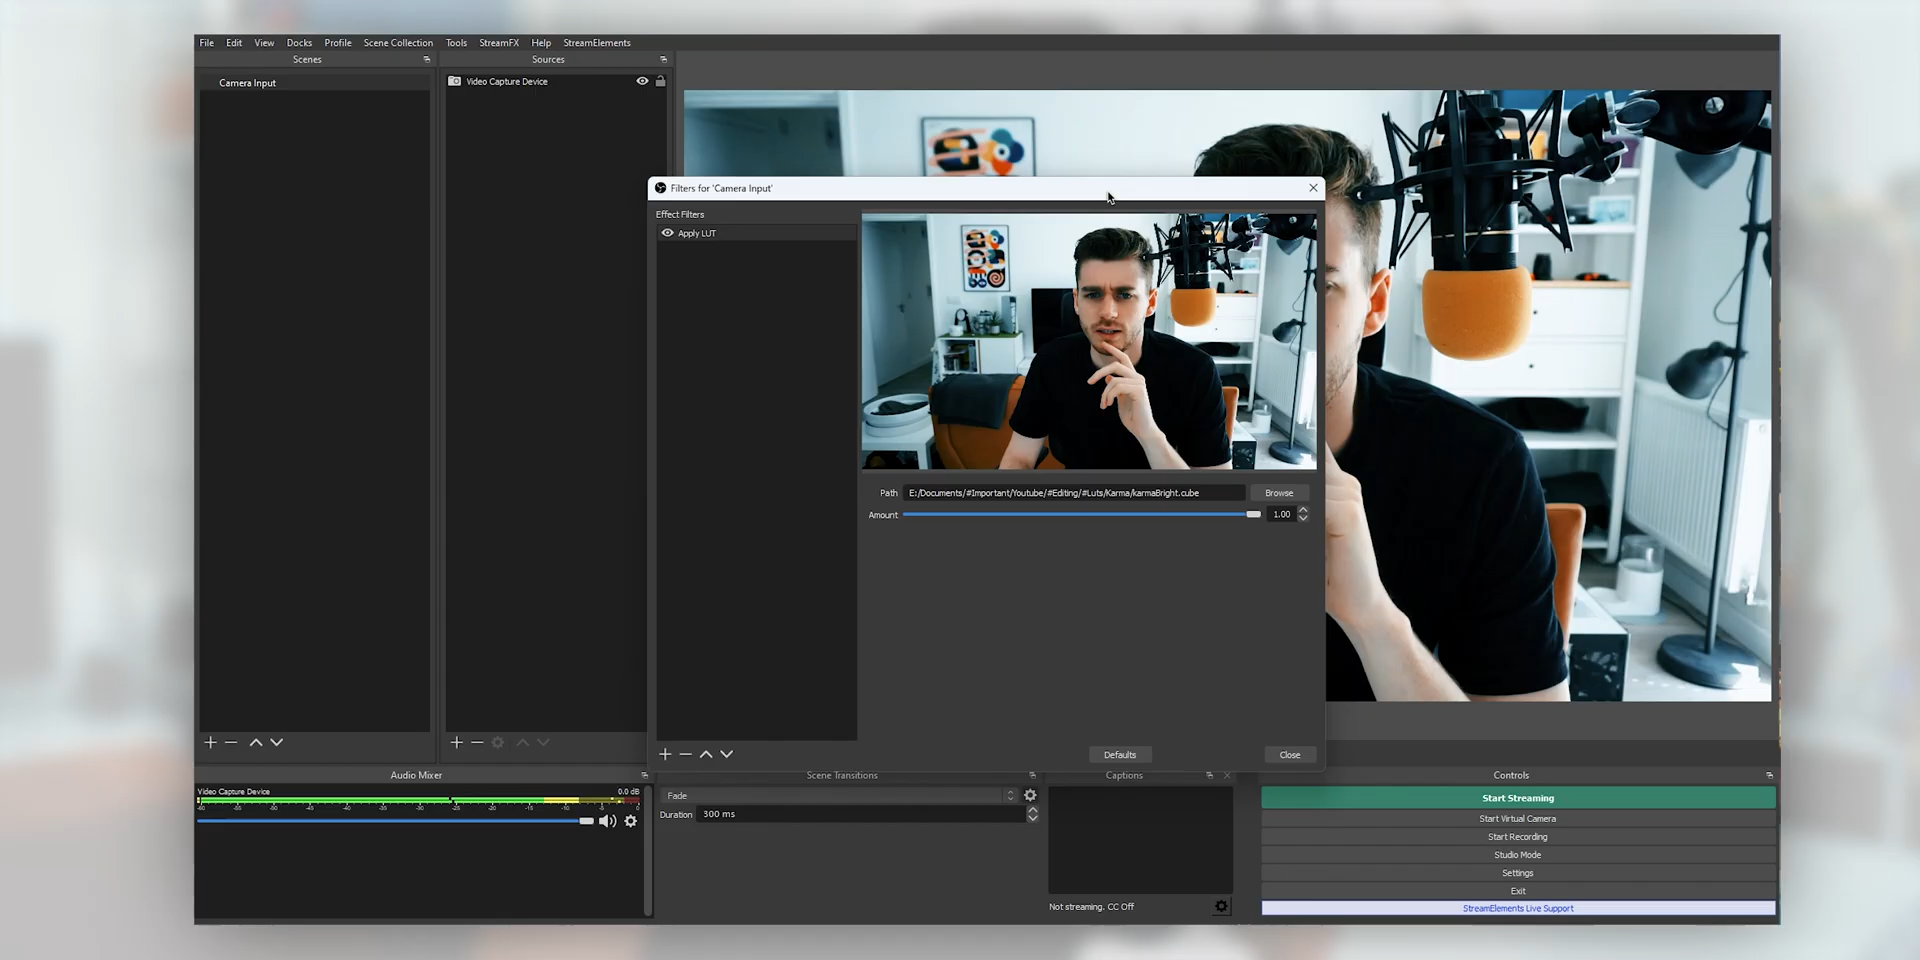 File Edit View Docks Profile Scene Collection Tools StreamFX Help StreamElements
Scenes
Sources
Camera Input
Video Capture Device
Filters for 'Camera Input'
Effect Filters
Apply LUT
Path E:/Documents/#Important/Youtube/#Editing/#Luts/Karma/karmaBright.cube Browse
Amount 1.00
Defaults Close
Audio Mixer
Video Capture Device 0.0 dB
Scene Transitions
Fade
Duration 300 ms
Captions
Not streaming. CC Off
Controls
Start Streaming
Start Virtual Camera
Start Recording
Studio Mode
Settings
Exit
StreamElements Live Support